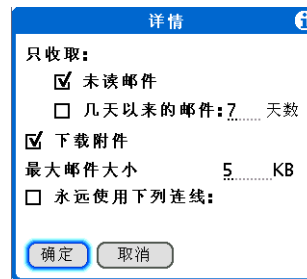 详情
只收取:
未读邮件
几天以来的邮件:7 天数
下载附件
最大邮件大小 5 KB
永远使用下列连线:
确定 取消